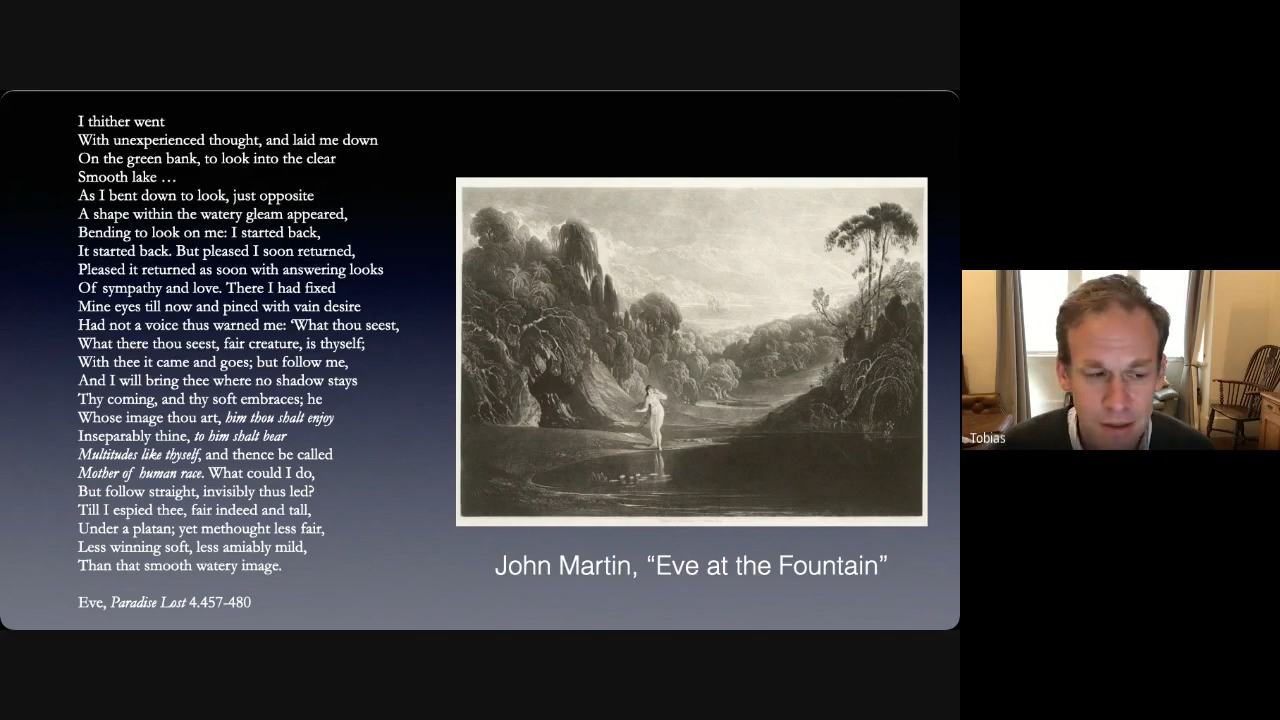 I thither went
With unexperienced thought, and laid me down
On the green bank, to look into the clear
Smooth lake …
As I bent down to look, just opposite
A shape within the watery gleam appeared,
Bending to look on me: I started back,
It started back. But pleased I soon returned,
Pleased it returned as soon with answering looks
Of sympathy and love. There I had fixed
Mine eyes till now and pined with vain desire
Had not a voice thus warned me: ‘What thou seest,
What there thou seest, fair creature, is thyself;
With thee it came and goes; but follow me,
And I will bring thee where no shadow stays
Thy coming, and thy soft embraces; he
Whose image thou art, him thou shalt enjoy
Inseparably thine, to him shalt bear
Multitudes like thyself, and thence be called
Mother of human race. What could I do,
But follow straight, invisibly thus led?
Till I espied thee, fair indeed and tall,
Under a platan; yet methought less fair,
Less winning soft, less amiably mild,
Than that smooth watery image.
Eve, Paradise Lost 4.457-480
John Martin, “Eve at the Fountain”
Tobias